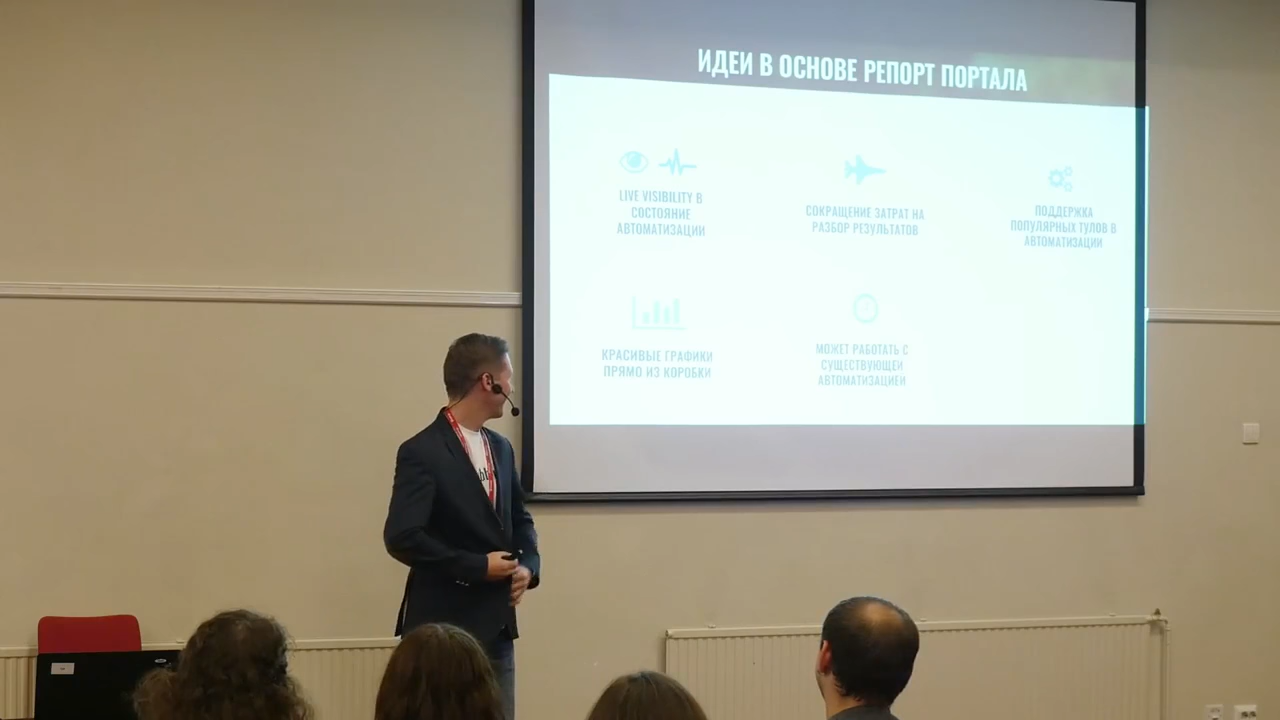 ИДЕИ В ОСНОВЕ РЕПОРТ ПОРТАЛА
LIVE VISIBILITY В
СОСТОЯНИЕ
АВТОМАТИЗАЦИИ
СОКРАЩЕНИЕ ЗАТРАТ НА
РАЗБОР РЕЗУЛЬТАТОВ
ПОДДЕРЖКА
ПОПУЛЯРНЫХ ТУЛОВ В
АВТОМАТИЗАЦИИ
КРАСИВЫЕ ГРАФИКИ
ПРЯМО ИЗ КОРОБКИ
МОЖЕТ РАБОТАТЬ С
СУЩЕСТВУЮЩЕЙ
АВТОМАТИЗАЦИЕЙ